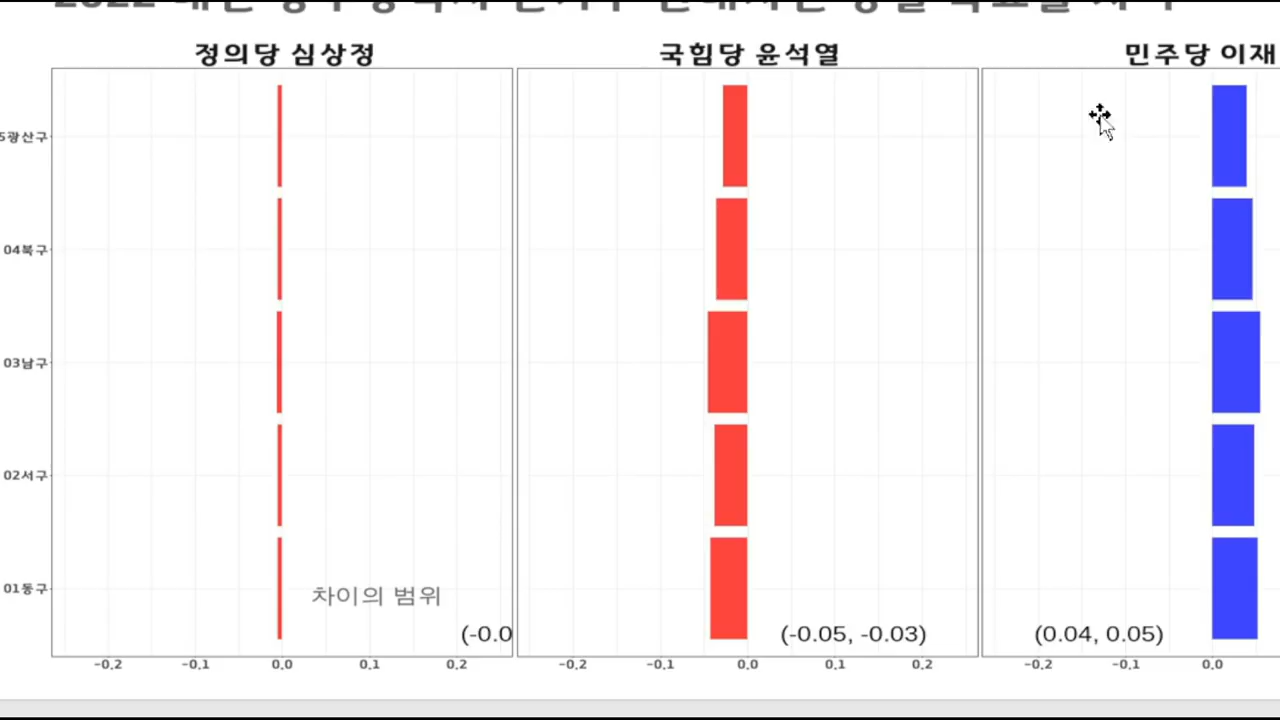 정의당 심상정
국힘당 윤석열
민주당 이재
5광산구
04북구
03남구
02서구
01동구
차이의 범위
(-0.0
(-0.05, -0.03)
(0.04, 0.05)
-0.2 -0.1 0.0 0.1 0.2
-0.2 -0.1 0.0 0.1 0.2
-0.2 -0.1 0.0